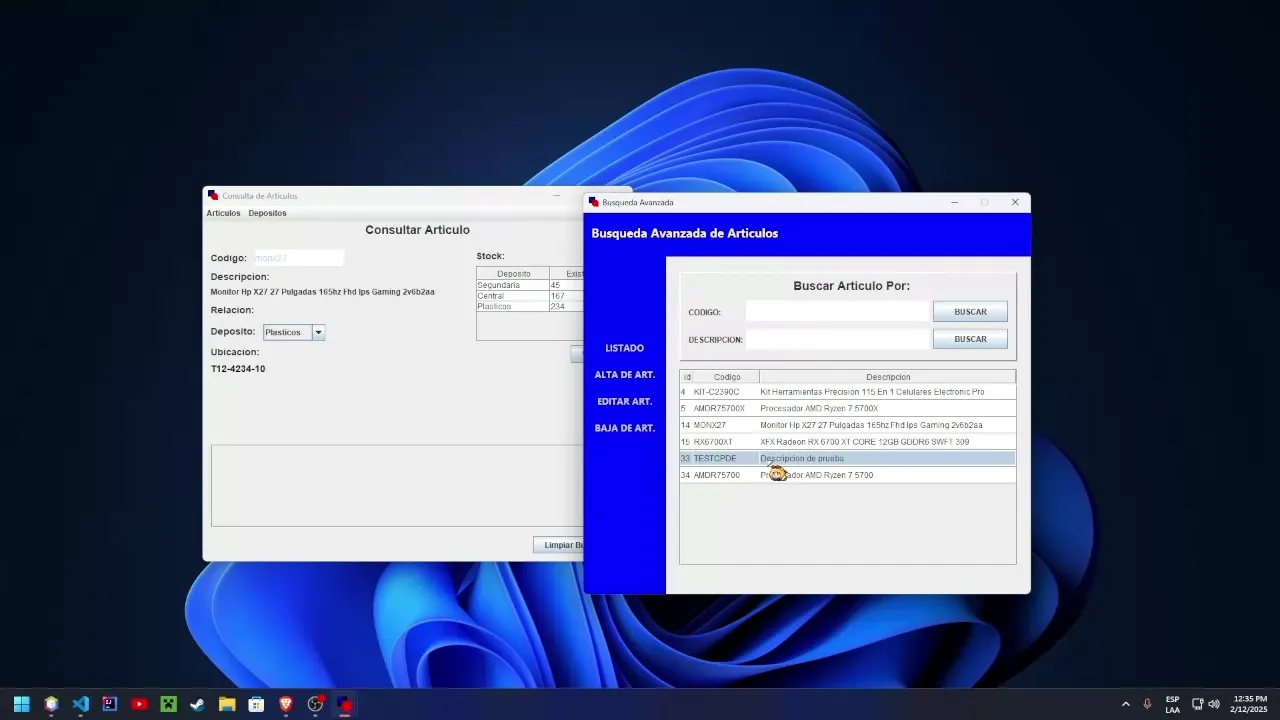 Consulta de Articulos
Articulos Depositos
Consultar Articulo
Codigo: monx27
Descripcion:
Monitor Hp X27 27 Pulgadas 165hz Fhd Ips Gaming 2v6b2aa
Relacion:
Deposito: Plasticos
Ubicacion:
T12-4234-10
Stock:
Deposito Exist
Segundaria 45
Central 167
Plasticos 234
Limpiar Bu
Busqueda Avanzada
Busqueda Avanzada de Articulos
LISTADO
ALTA DE ART.
EDITAR ART.
BAJA DE ART.
Buscar Articulo Por:
CODIGO: BUSCAR
DESCRIPCION: BUSCAR
id Codigo Descripcion
4 KIT-C2390C Kit Herramientas Precision 115 En 1 Celulares Electronic Pro
5 AMDR75700X Procesador AMD Ryzen 7 5700X
14 MONX27 Monitor Hp X27 27 Pulgadas 165hz Fhd Ips Gaming 2v6b2aa
15 RX6700XT XFX Radeon RX 6700 XT CORE 12GB GDDR6 SWFT 309
33 TESTCPDE Descripcion de prueba
34 AMDR75700 AMD Ryzen 7 5700
ESP
LAA
12:35 PM
2/12/2025